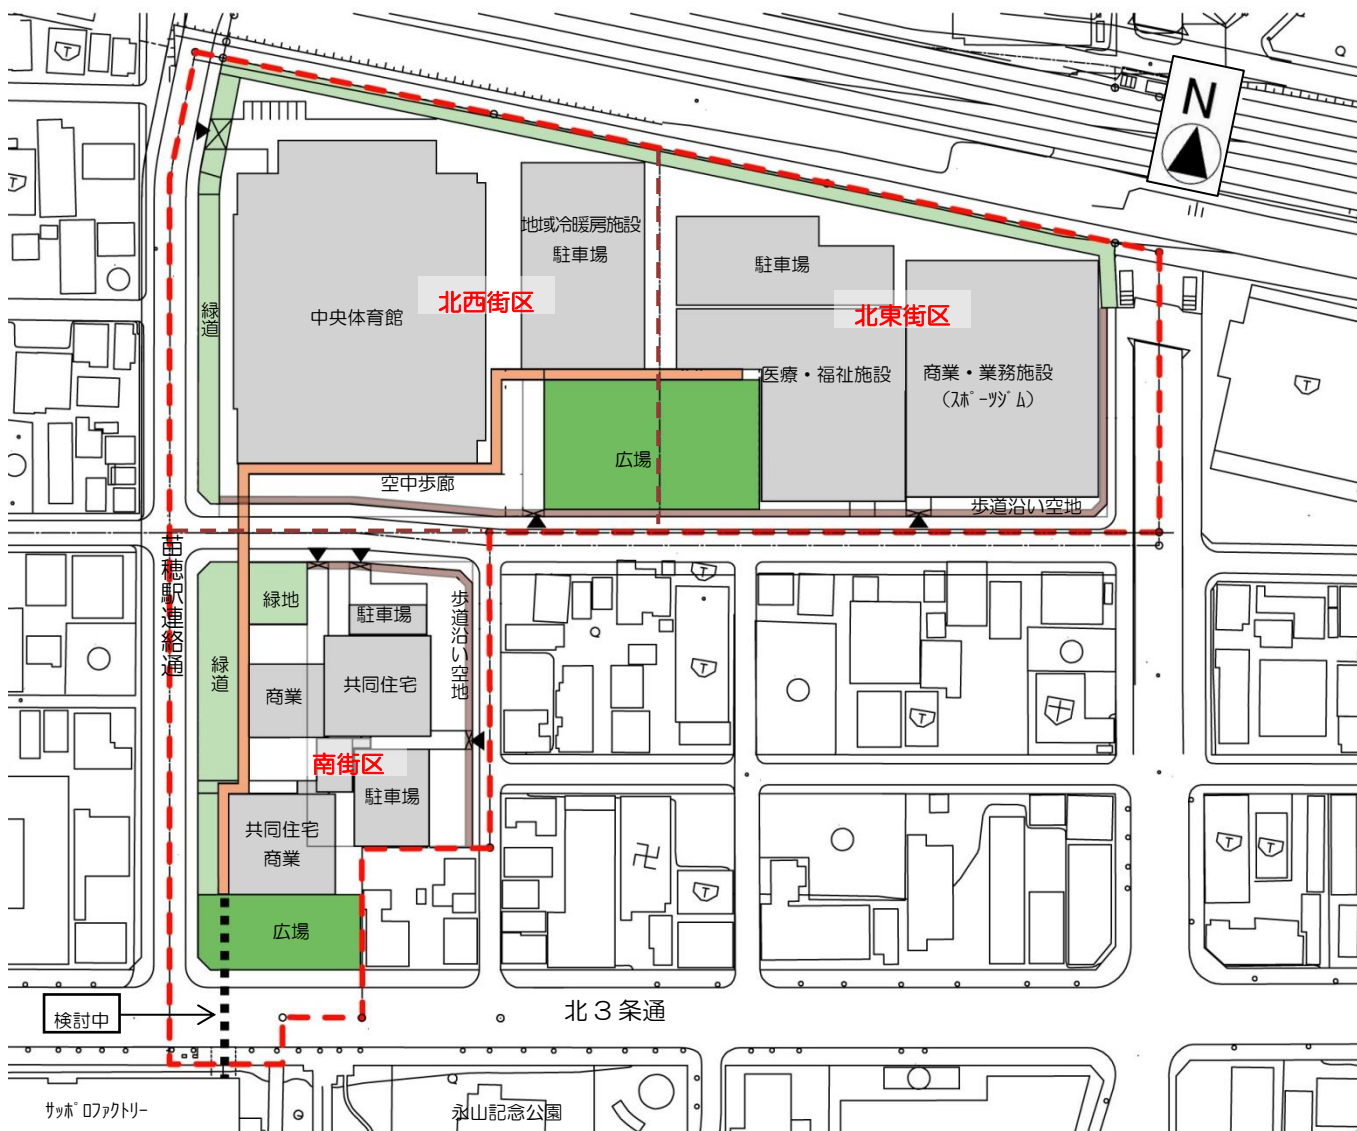 N
地域冷暖房施設
駐車場
駐車場
北西街区
北東街区
緑道
中央体育館
医療・福祉施設
商業・業務施設
(ｽﾎﾟｰﾂｼﾞﾑ)
広場
空中歩廊
歩道沿い空地
苗穂駅連絡通
緑地
駐車場
歩道沿い空地
緑道
商業
共同住宅
南街区
駐車場
共同住宅
商業
広場
検討中
北３条通
ｻｯﾎﾟﾛﾌｧｸﾄﾘｰ
永山記念公園
T
T
T
T
T
T
T
T
T